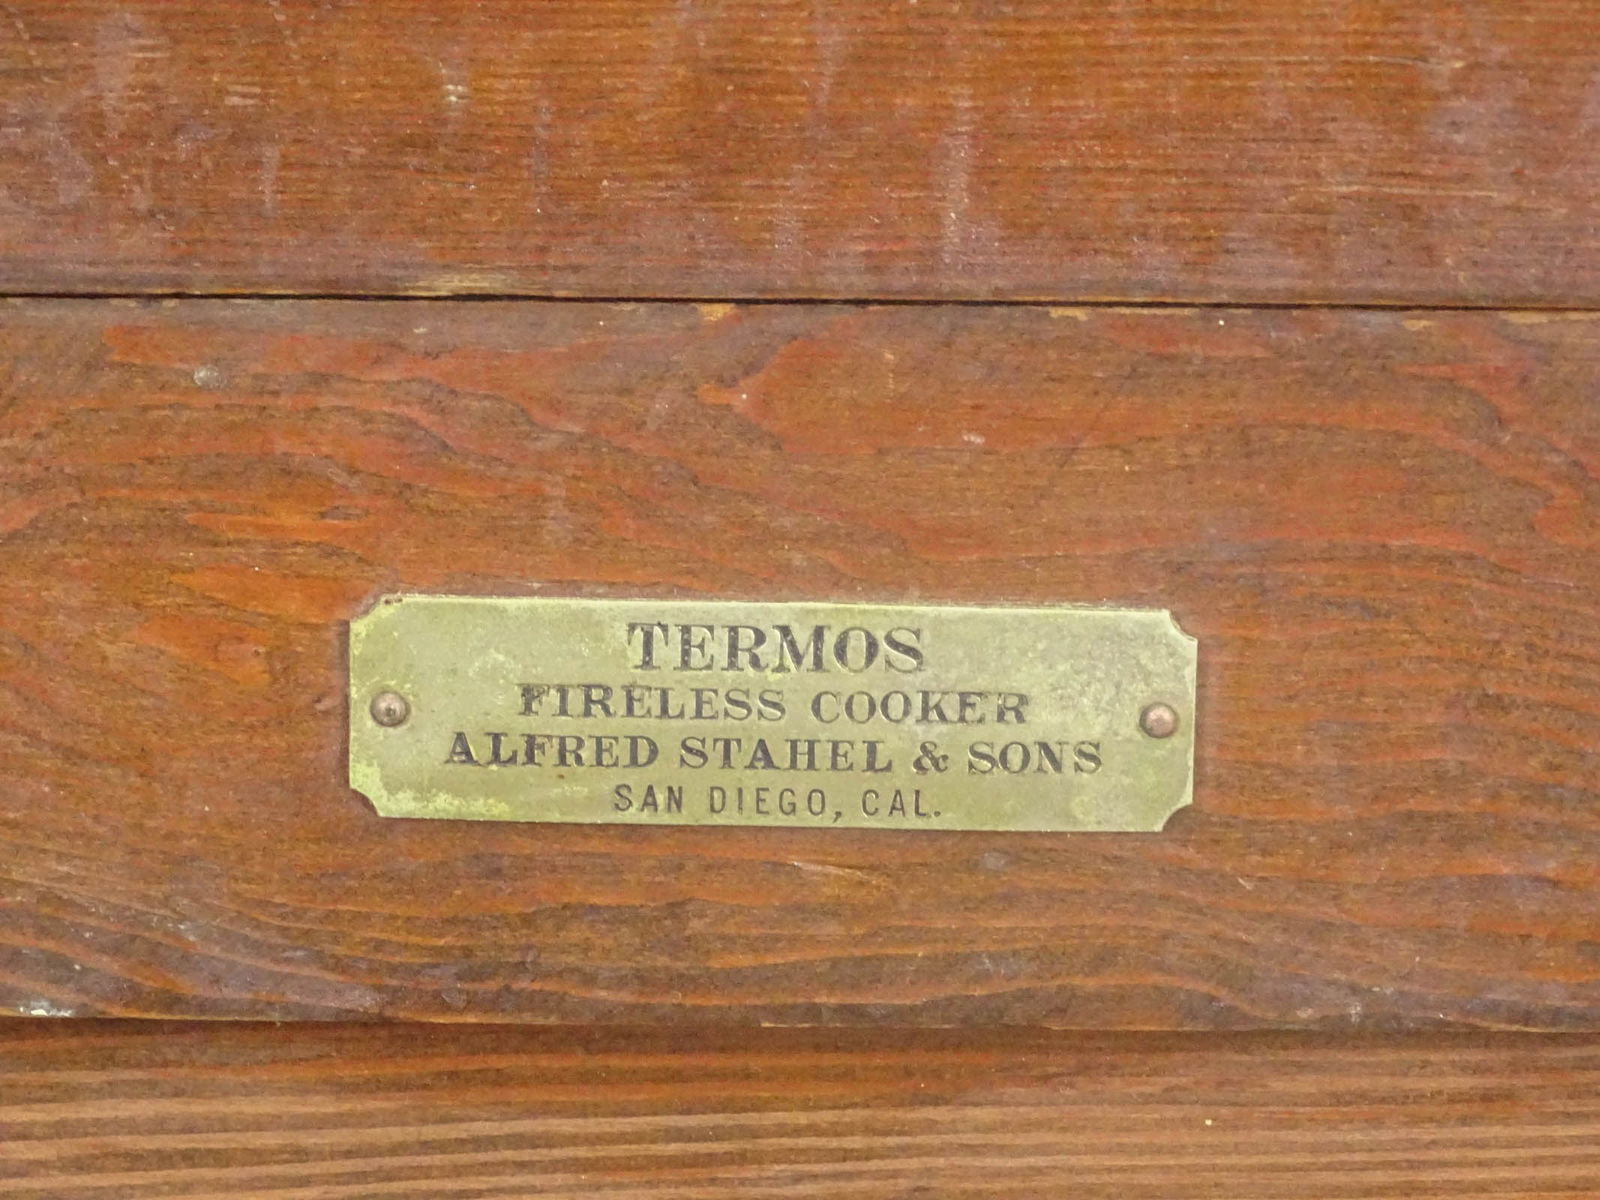 TERMOS
FIRELESS COOKER
ALFRED STAHEL & SONS
SAN DIEGO, CAL.